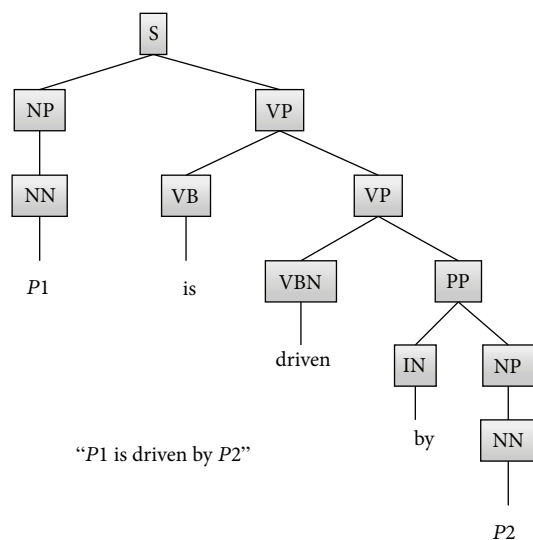 S
NP VP
NN VB VP
P1 is VBN PP
driven IN NP
by NN
“P1 is driven by P2”
P2